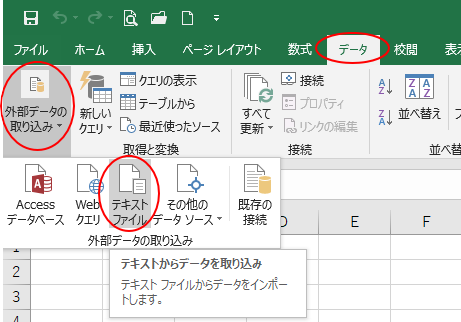 ファイル ホーム 挿入 ページ レイアウト 数式 データ 校閲
外部データの
取り込み
新しい
クエリ
クエリの表示
テーブルから
最近使ったソース
取得と変換
すべて
更新
接続
プロパティ
リンクの編集
接続
A
Z
Z
A
Z A
A Z
並べ替え
Access
データベース
Web
クエリ
テキスト
ファイル
その他の
データ ソース
既存の
接続
外部データの取り込み
D E F
1
2
3
4
テキストからデータを取り込み
テキスト ファイルからデータをインポー
トします。